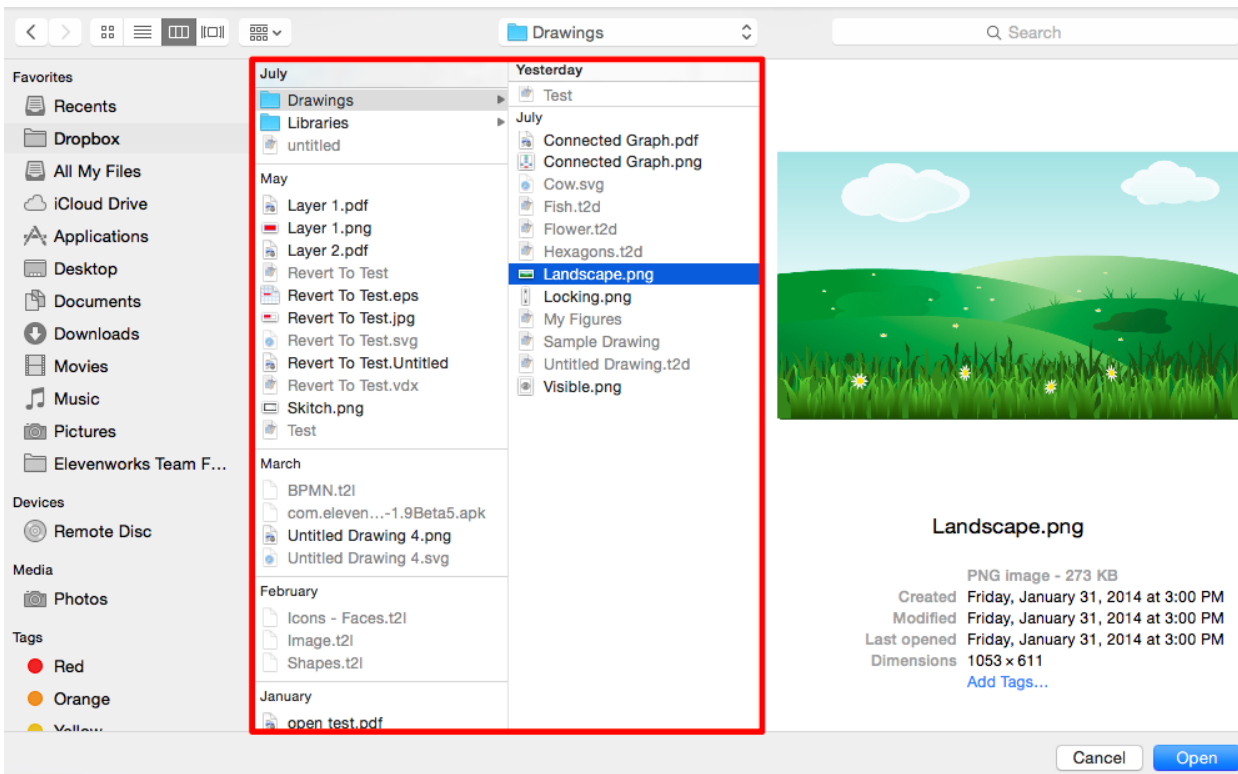 Drawings
Search
Favorites
Recents
Dropbox
All My Files
iCloud Drive
Applications
Desktop
Documents
Downloads
Movies
Music
Pictures
Elevenworks Team F...
Devices
Remote Disc
Media
Photos
Tags
Red
Orange
Yellow
July
Drawings
Libraries
untitled
May
Layer 1.pdf
Layer 1.png
Layer 2.pdf
Revert To Test
Revert To Test.eps
Revert To Test.jpg
Revert To Test.svg
Revert To Test.Untitled
Revert To Test.vdx
Skitch.png
Test
March
BPMN.t2l
com.eleven...-1.9Beta5.apk
Untitled Drawing 4.png
Untitled Drawing 4.svg
February
Icons - Faces.t2l
Image.t2l
Shapes.t2l
January
open test.pdf
Yesterday
Test
July
Connected Graph.pdf
Connected Graph.png
Cow.svg
Fish.t2d
Flower.t2d
Hexagons.t2d
Landscape.png
Locking.png
My Figures
Sample Drawing
Untitled Drawing.t2d
Visible.png
Landscape.png
PNG image - 273 KB
Created Friday, January 31, 2014 at 3:00 PM
Modified Friday, January 31, 2014 at 3:00 PM
Last opened Friday, January 31, 2014 at 3:00 PM
Dimensions 1053 × 611
Add Tags...
Cancel
Open